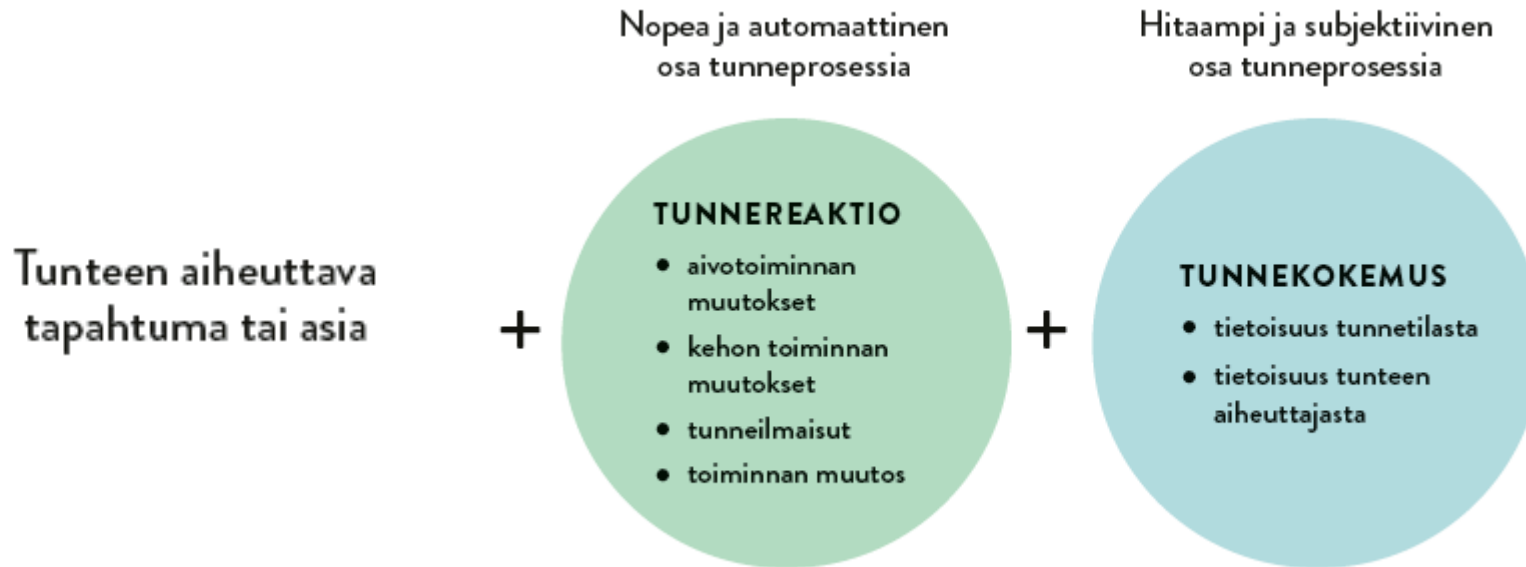 Tunteen aiheuttava
tapahtuma tai asia
+
Nopea ja automaattinen
osa tunneprosessia
TUNNEREAKTIO
• aivotoiminnan
muutokset
• kehon toiminnan
muutokset
• tunneilmaisut
• toiminnan muutos
+
Hitaampi ja subjektiivinen
osa tunneprosessia
TUNNEKOKEMUS
• tietoisuus tunnetilasta
• tietoisuus tunteen
aiheuttajasta